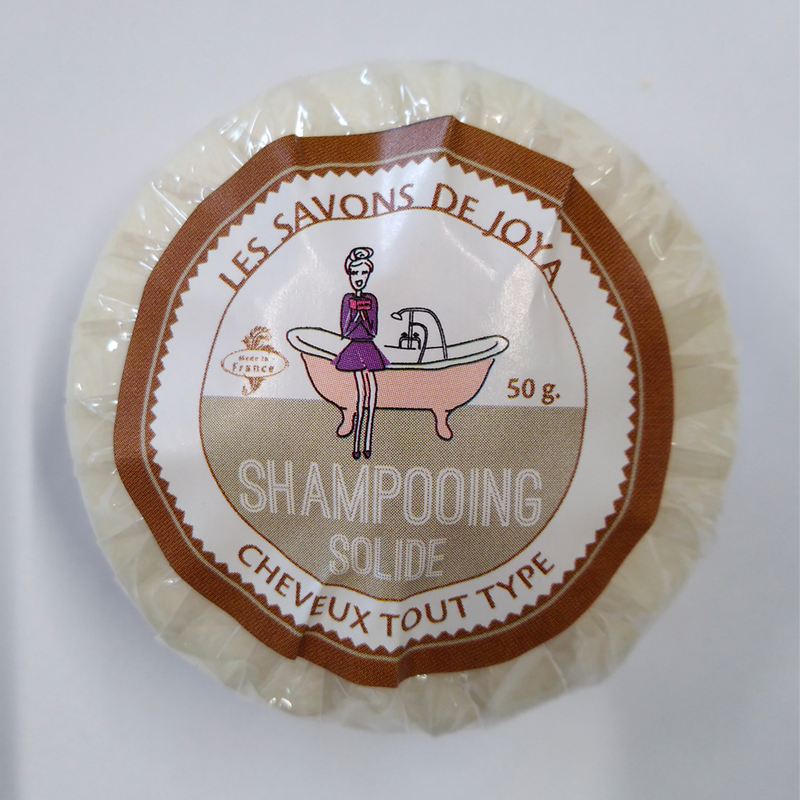 LES SAVONS DE JOYA
Made in
France
50 g.
SHAMPOOING
SOLIDE
CHEVEUX TOUT TYPE